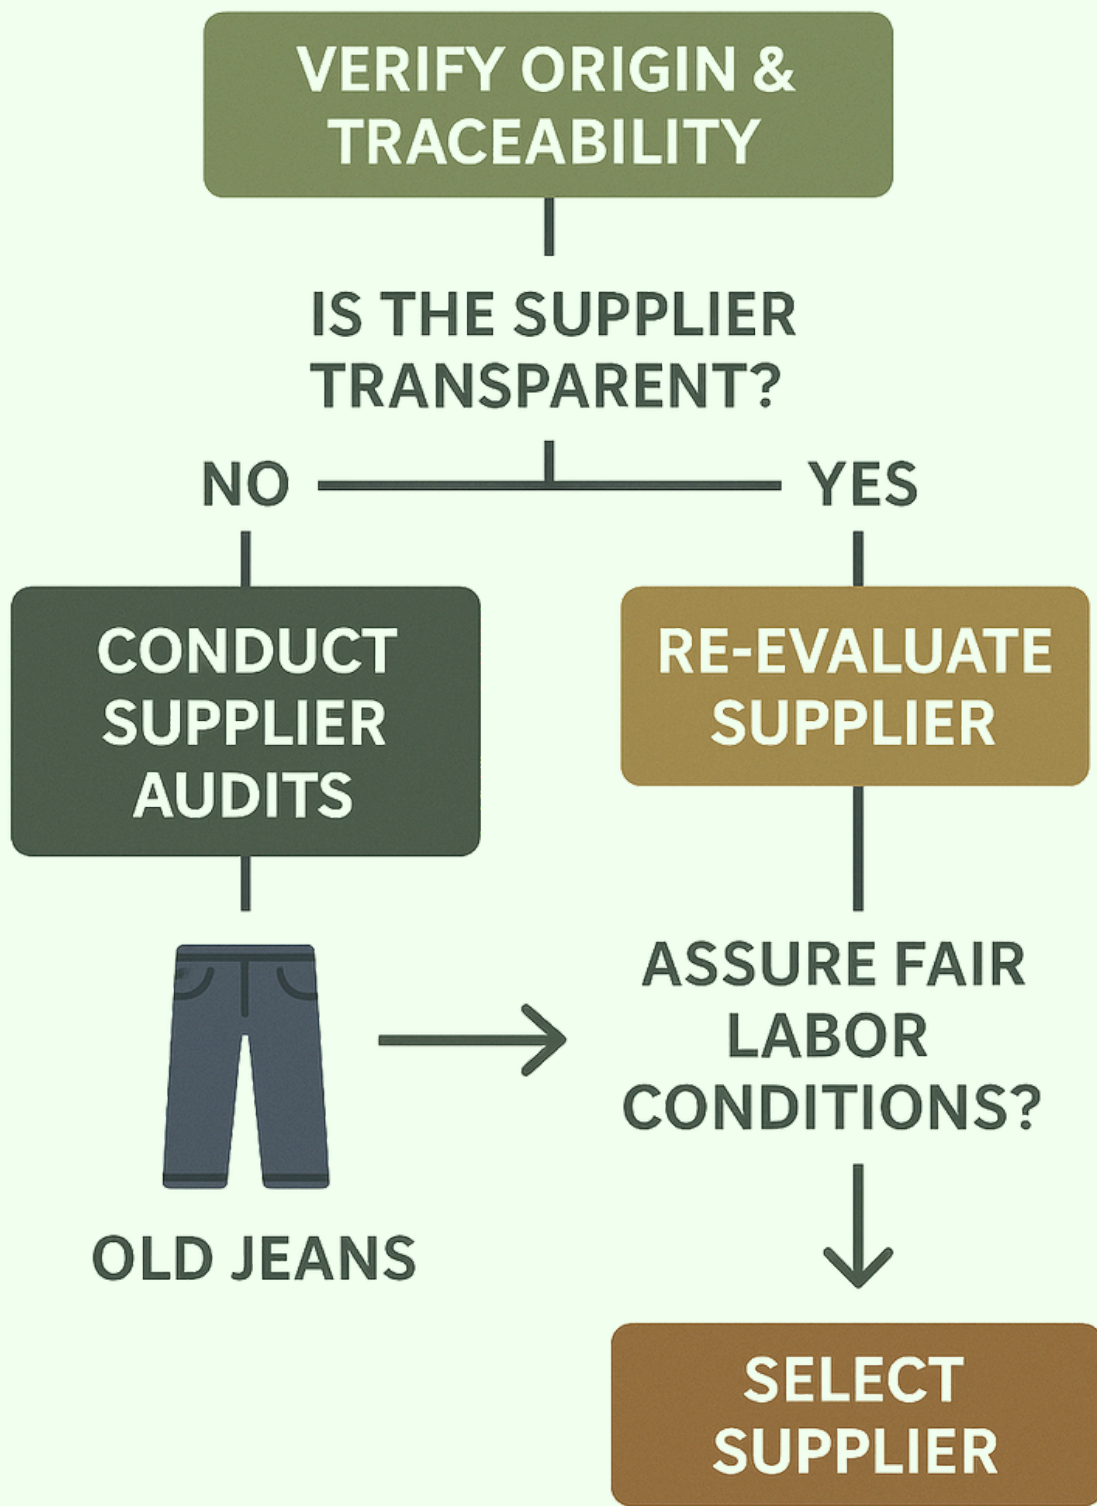 VERIFY ORIGIN &
TRACEABILITY
IS THE SUPPLIER
TRANSPARENT?
NO
YES
CONDUCT
SUPPLIER
AUDITS
RE-EVALUATE
SUPPLIER
OLD JEANS
ASSURE FAIR
LABOR
CONDITIONS?
SELECT
SUPPLIER